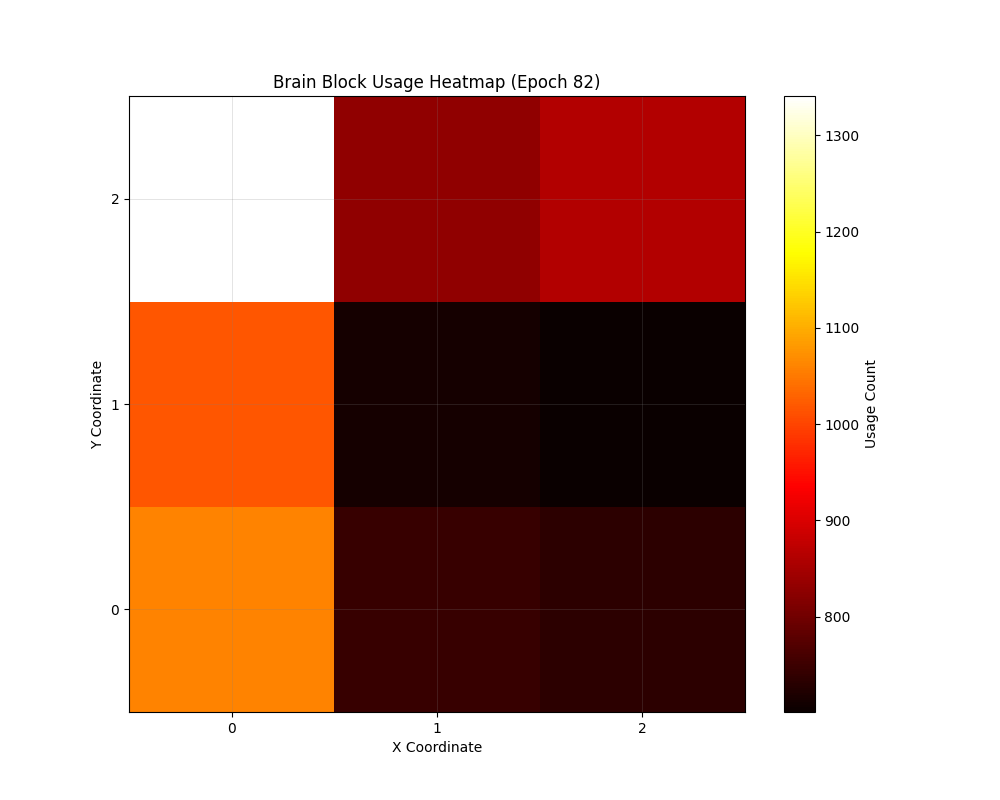 Brain Block Usage Heatmap (Epoch 82)
2
1
0
Y Coordinate
0 1 2
X Coordinate
1300
1200
1100
1000
900
800
Usage Count